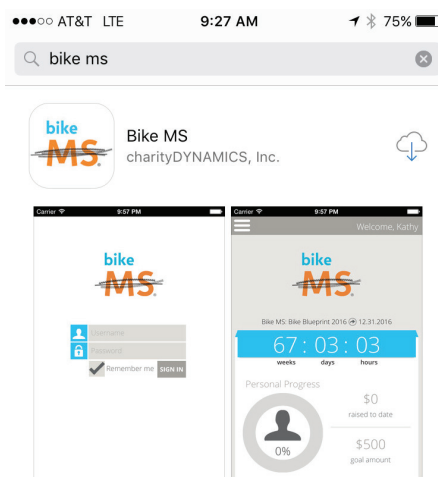 AT&T LTE 9:27 AM 75%
bike ms
bike
MS
Bike MS
charityDYNAMICS, Inc.
Carrier 9:57 PM
bike
MS
Username
Password
Remember me SIGN IN
Carrier 9:57 PM
Welcome, Kathy
bike
MS
Bike MS: Bike Blueprint 2016 12.31.2016
67 : 03 : 03
weeks days hours
Personal Progress
0%
$0
raised to date
$500
goal amount